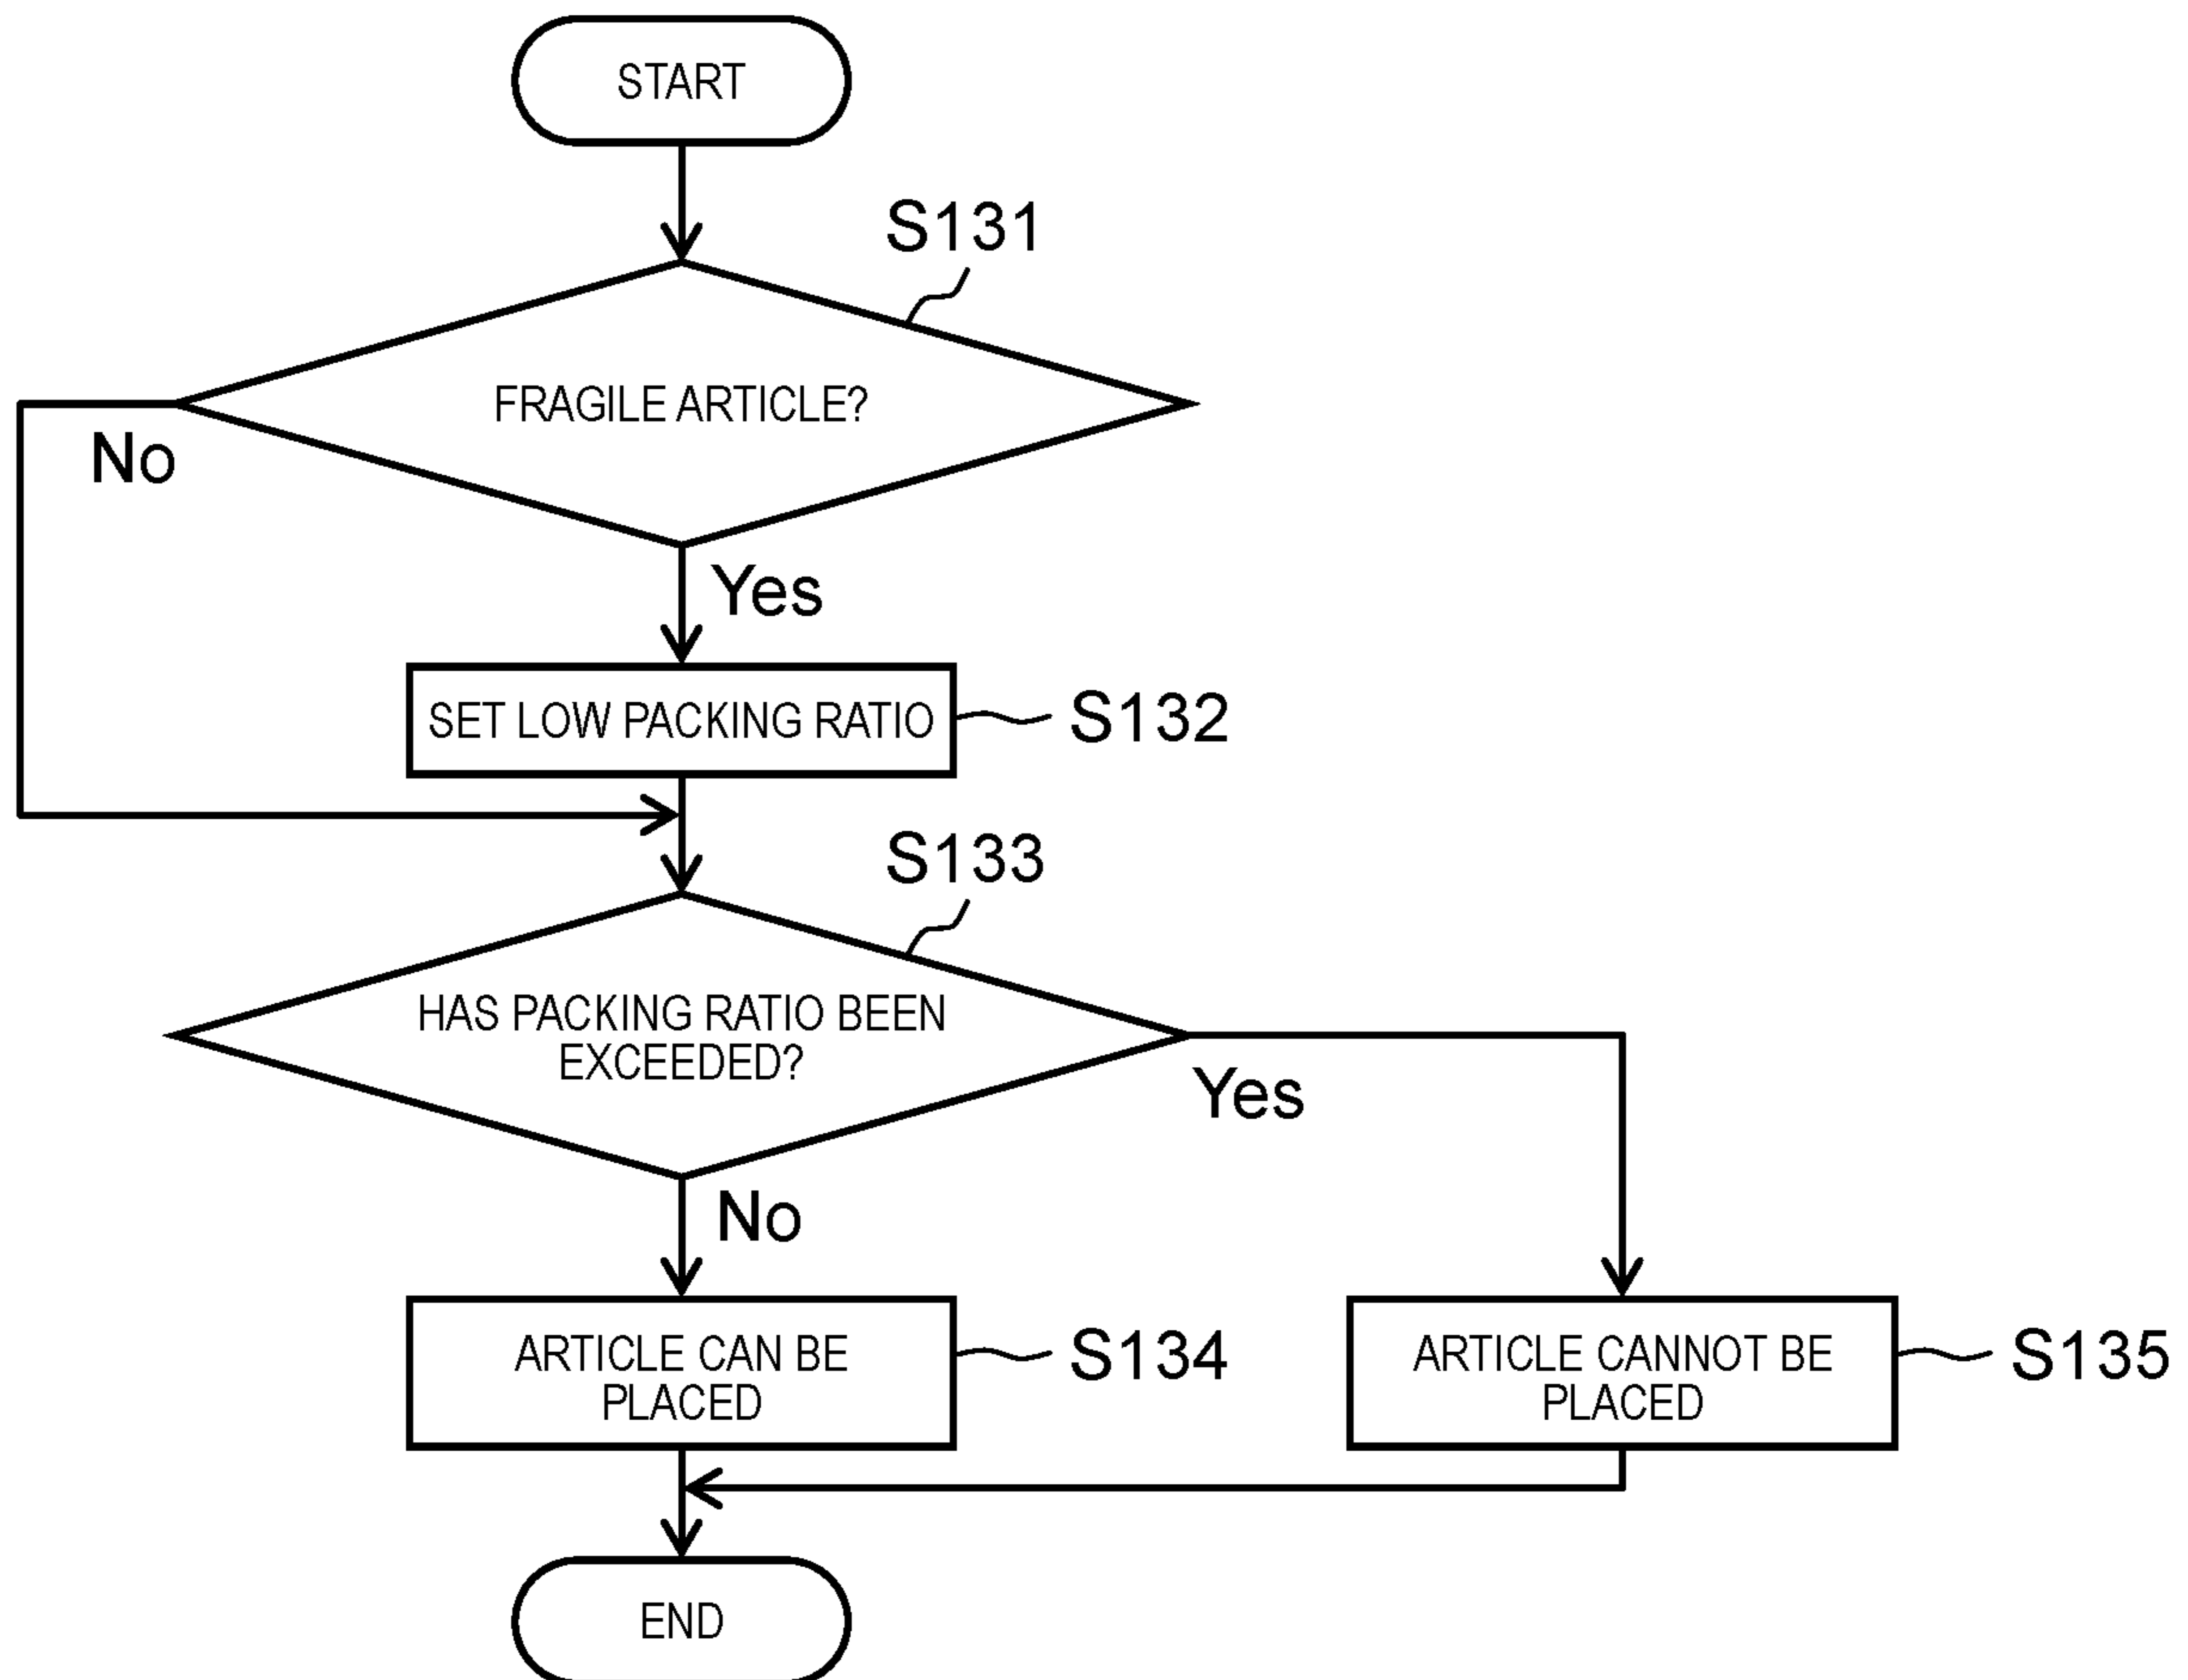 START
S131
FRAGILE ARTICLE?
No
Yes
SET LOW PACKING RATIO
S132
S133
HAS PACKING RATIO BEEN
EXCEEDED?
Yes
No
ARTICLE CAN BE
PLACED
S134
ARTICLE CANNOT BE
PLACED
S135
END